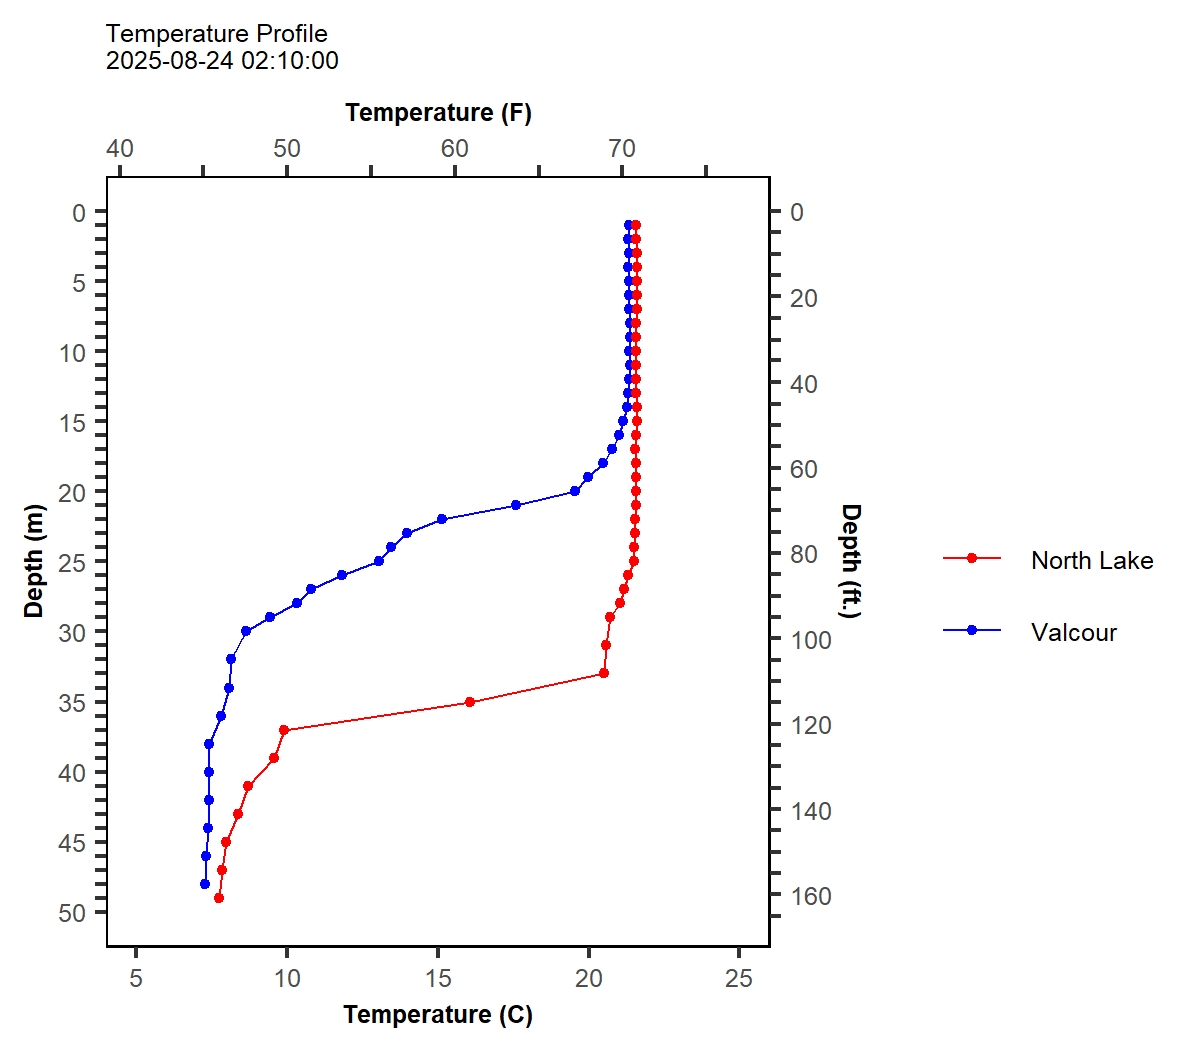 Temperature Profile
2025-08-24 02:10:00
Temperature (F)
40 50 60 70
0
5
10
15
20
25
30
35
40
45
50
Depth (m)
0
20
40
60
80
100
120
140
160
Depth (ft.)
North Lake
Valcour
5 10 15 20 25
Temperature (C)